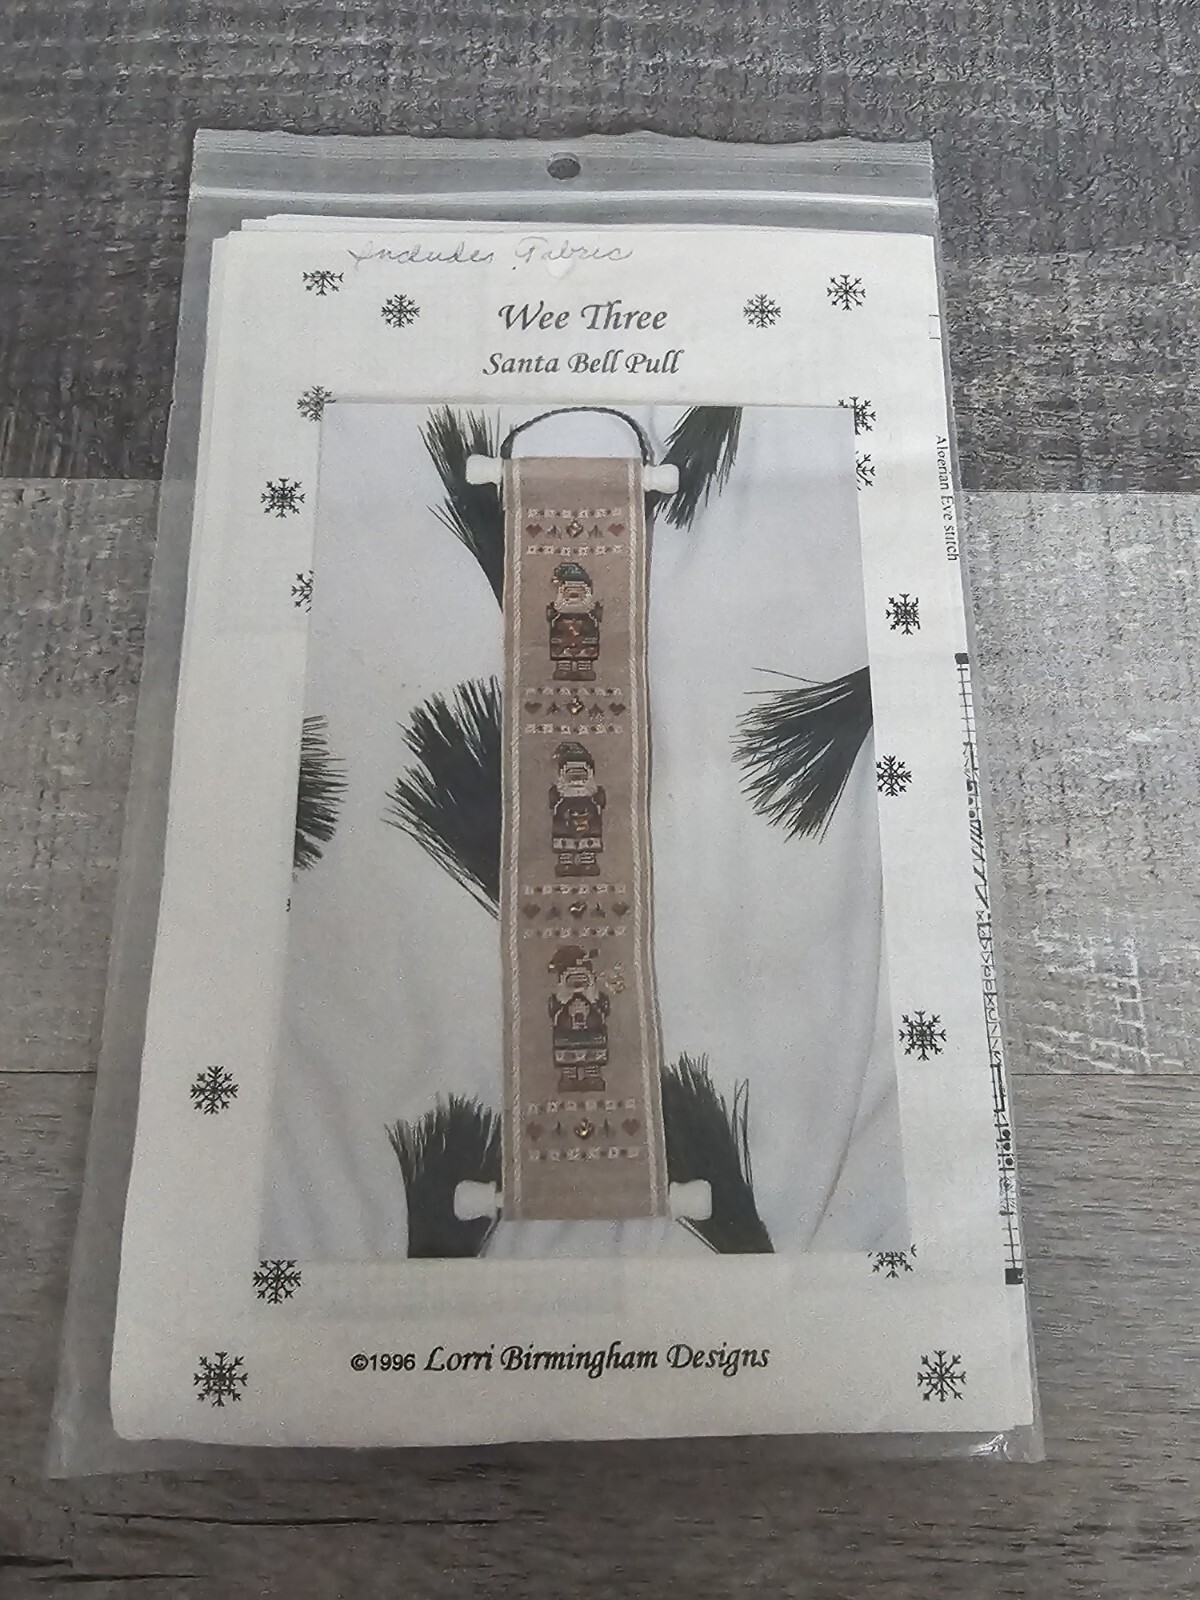 Includes Fabric
Wee Three
Santa Bell Pull
Algerian Eye stitch
©1996 Lorri Birmingham Designs